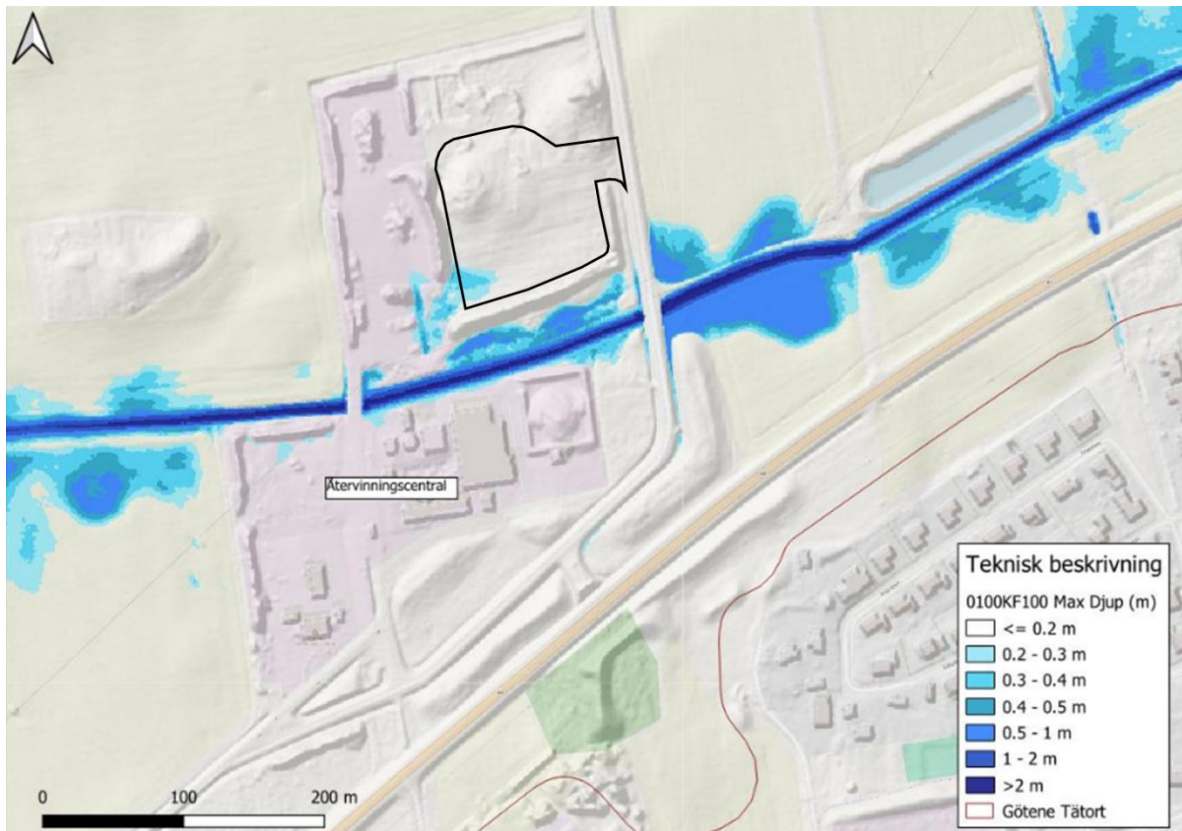 Återvinningscentral
Teknisk beskrivning
0100KF100 Max Djup (m)
<= 0.2 m
0.2 - 0.3 m
0.3 - 0.4 m
0.4 - 0.5 m
0.5 - 1 m
1 - 2 m
>2 m
Götene Tätort
0 100 200 m